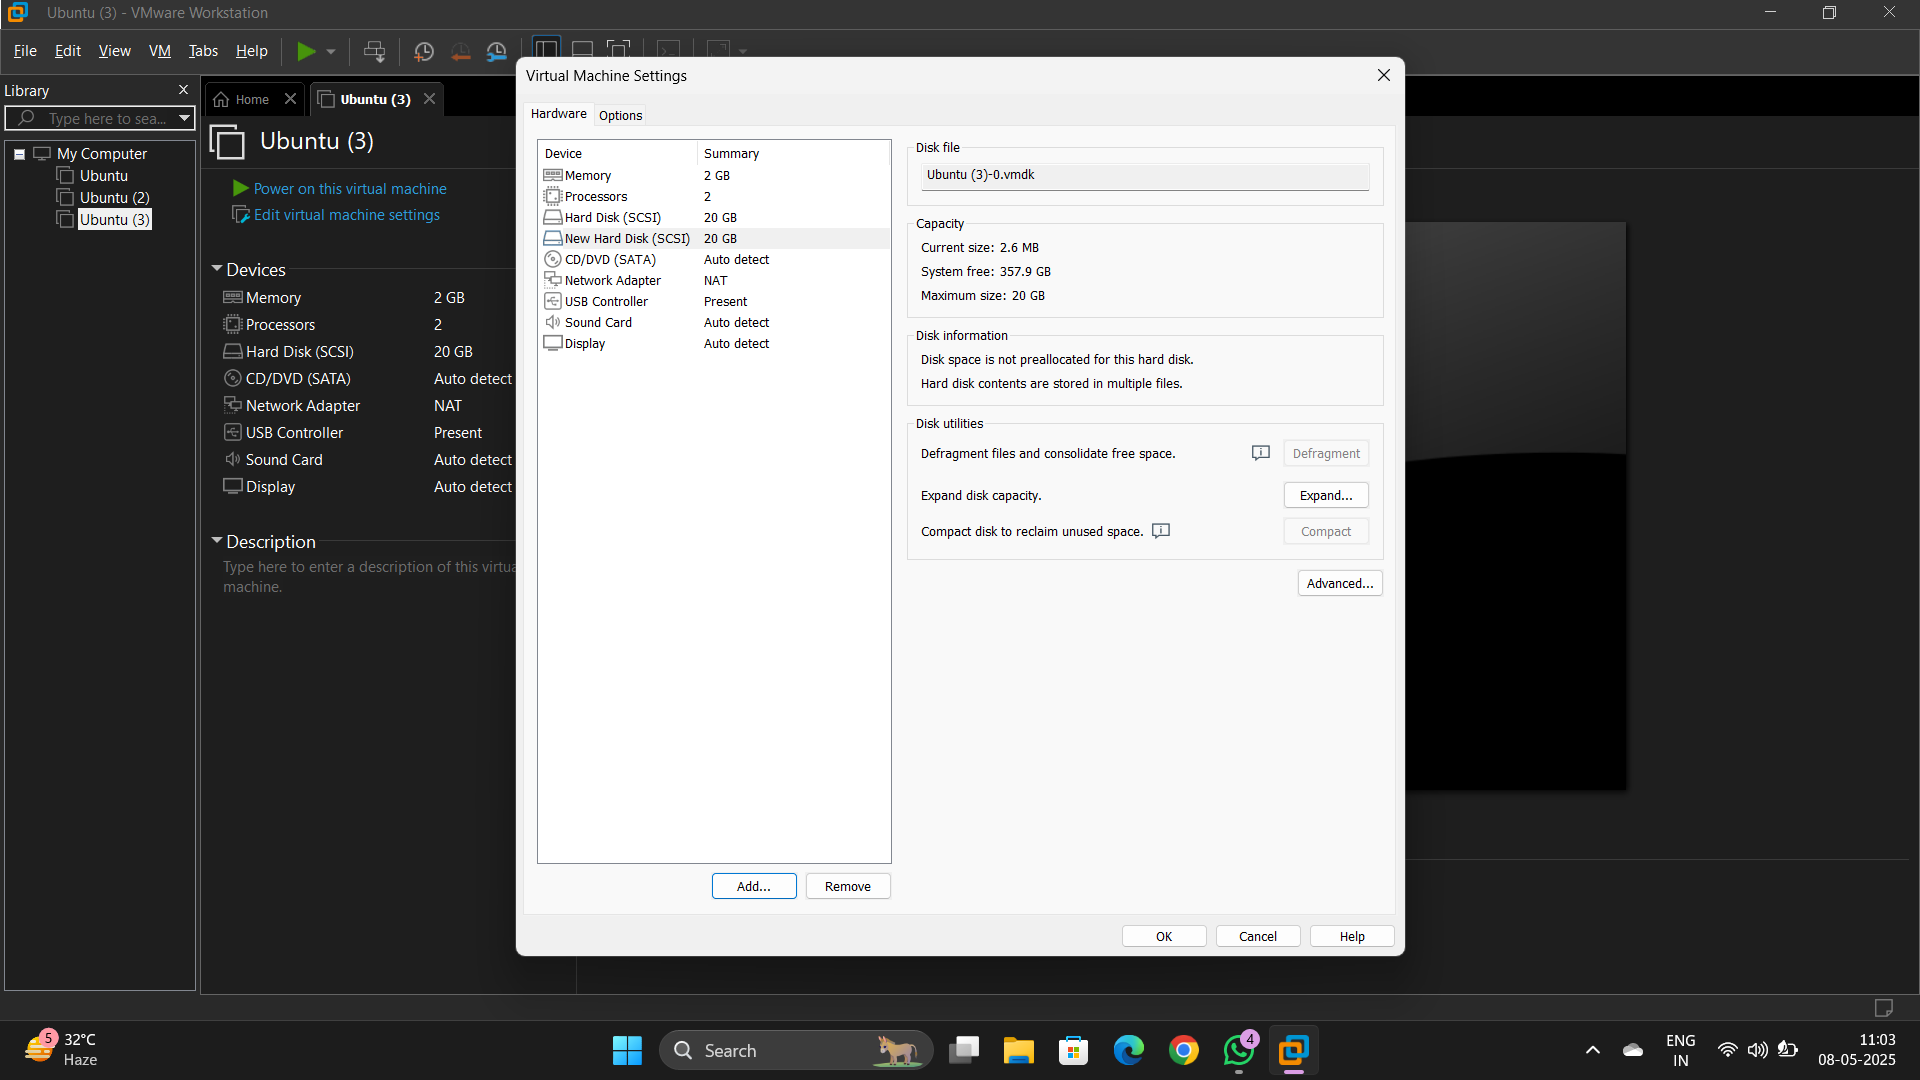 Ubuntu (3) - VMware Workstation
File Edit View VM Tabs Help
Library
Type here to sea...
My Computer
Ubuntu
Ubuntu (2)
Ubuntu (3)
Home
Ubuntu (3)
Ubuntu (3)
Power on this virtual machine
Edit virtual machine settings
Devices
Memory 2 GB
Processors 2
Hard Disk (SCSI) 20 GB
CD/DVD (SATA) Auto detect
Network Adapter NAT
USB Controller Present
Sound Card Auto detect
Display Auto detect
Description
Type here to enter a description of this virtua
machine.
Virtual Machine Settings
Hardware Options
Device Summary
Memory 2 GB
Processors 2
Hard Disk (SCSI) 20 GB
New Hard Disk (SCSI) 20 GB
CD/DVD (SATA) Auto detect
Network Adapter NAT
USB Controller Present
Sound Card Auto detect
Display Auto detect
Add... Remove
Disk file
Ubuntu (3)-0.vmdk
Capacity
Current size: 2.6 MB
System free: 357.9 GB
Maximum size: 20 GB
Disk information
Disk space is not preallocated for this hard disk.
Hard disk contents are stored in multiple files.
Disk utilities
Defragment files and consolidate free space. Defragment
Expand disk capacity. Expand...
Compact disk to reclaim unused space. Compact
Advanced...
OK Cancel Help
5
32°C
Haze
Search
4
ENG
IN
11:03
08-05-2025